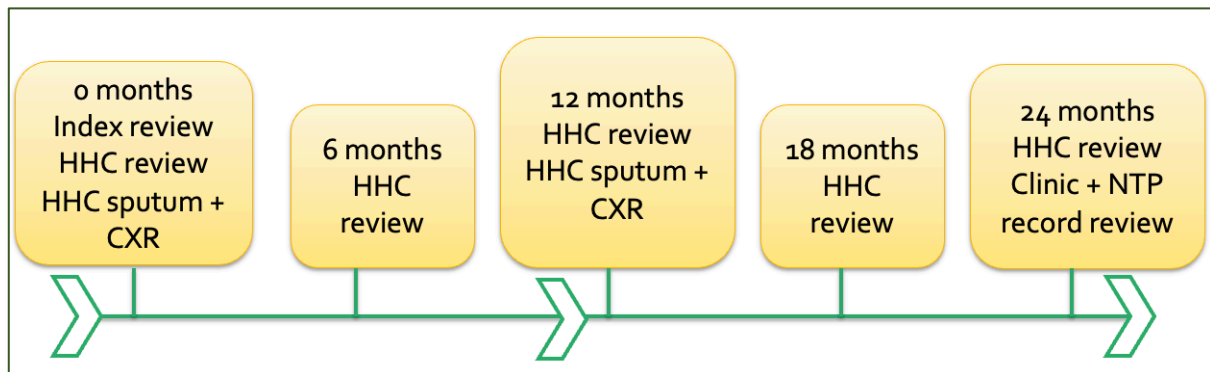 0 months
Index review
HHC review
HHC sputum +
CXR
6 months
HHC
review
12 months
HHC review
HHC sputum +
CXR
18 months
HHC
review
24 months
HHC review
Clinic + NTP
record review